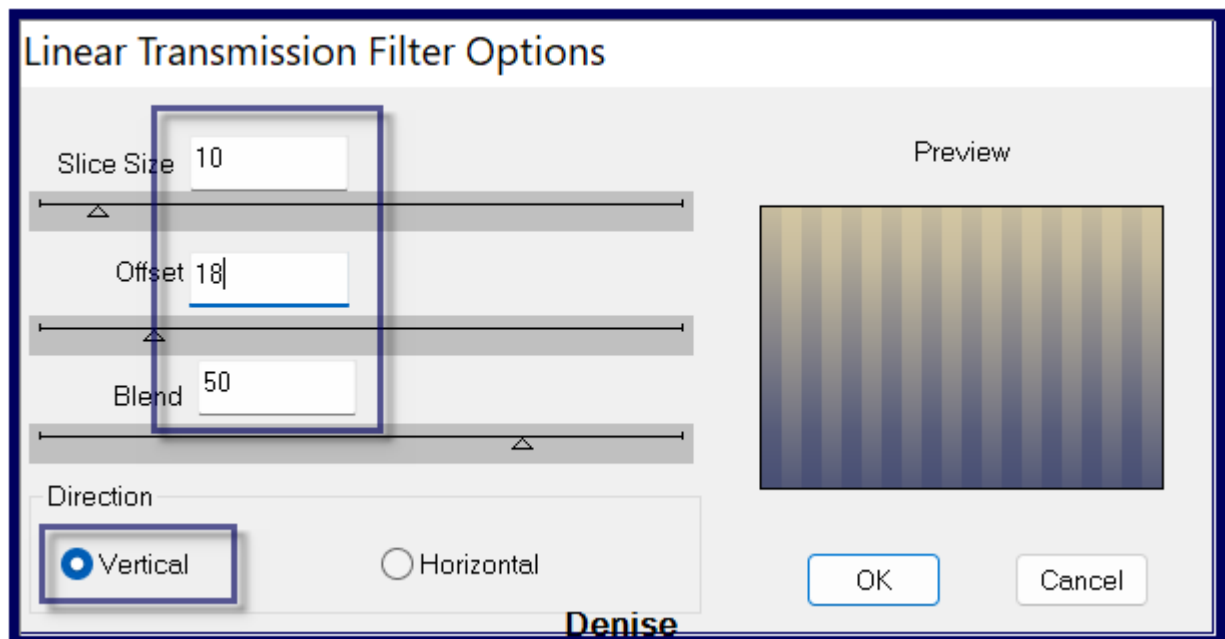 Linear Transmission Filter Options
Slice Size 10
Preview
Offset 18
Blend 50
Direction
Vertical Horizontal
OK Cancel
Denise